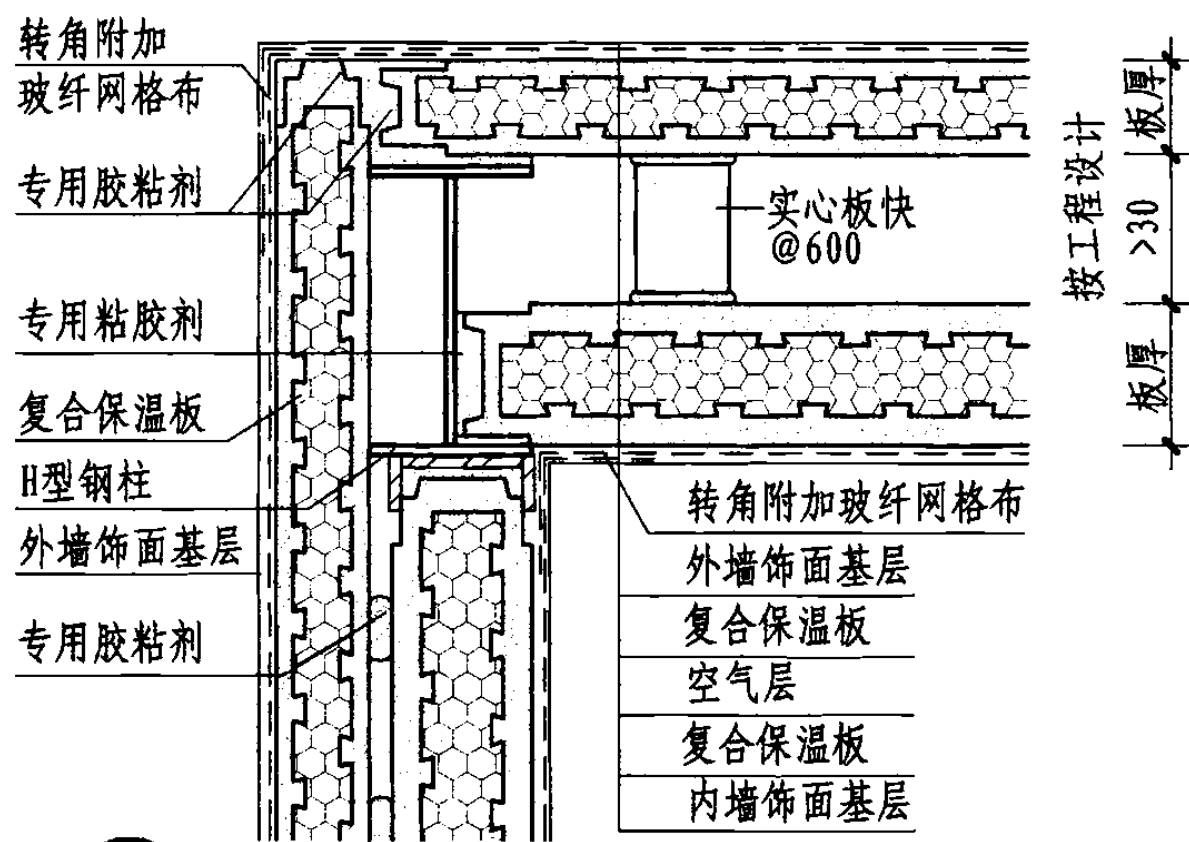 转角附加
玻纤网格布
专用胶粘剂
专用粘胶剂
复合保温板
H型钢柱
外墙饰面基层
专用胶粘剂
实心板快
@600
按工程设计
板厚
>30
板厚
转角附加玻纤网格布
外墙饰面基层
复合保温板
空气层
复合保温板
内墙饰面基层